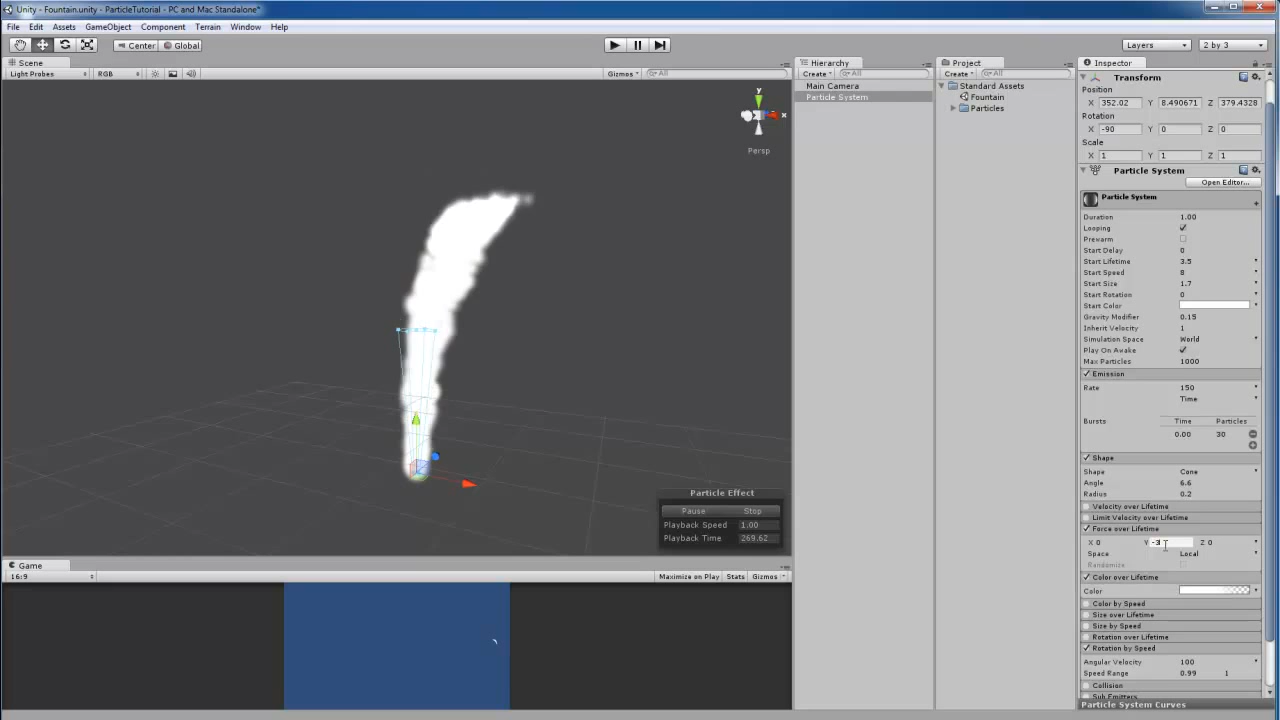 Unity - Fountain.unity - ParticleTutorial - PC and Mac Standalone*
File Edit Assets GameObject Component Terrain Window Help
Center Global Layers 2 by 3
Scene
Light Probes RGB Gizmos All
y
x
Persp
Particle Effect
Pause Stop
Playback Speed 1.00
Playback Time 269.62
Game
16:9 Maximize on Play Stats Gizmos
Hierarchy
Create All
Main Camera
Particle System
Project
Create All
Standard Assets
Fountain
Particles
Inspector
Transform
Position
X 352.02 Y 8.490671 Z 379.4328
Rotation
X -90 Y 0 Z 0
Scale
X 1 Y 1 Z 1
Particle System
Open Editor...
Particle System
Duration 1.00
Looping
Prewarm
Start Delay 0
Start Lifetime 3.5
Start Speed 8
Start Size 1.7
Start Rotation 0
Start Color
Gravity Modifier 0.15
Inherit Velocity 1
Simulation Space World
Play On Awake
Max Particles 1000
Emission
Rate 150
Time
Time Particles
Bursts
0.00 30
Shape
Shape Cone
Angle 6.6
Radius 0.2
Velocity over Lifetime
Limit Velocity over Lifetime
Force over Lifetime
X 0 Y -3 Z 0
Space Local
Randomize
Color over Lifetime
Color
Color by Speed
Size over Lifetime
Size by Speed
Rotation over Lifetime
Rotation by Speed
Angular Velocity 100
Speed Range 0.99 1
Collision
Sub Emitters
Particle System Curves